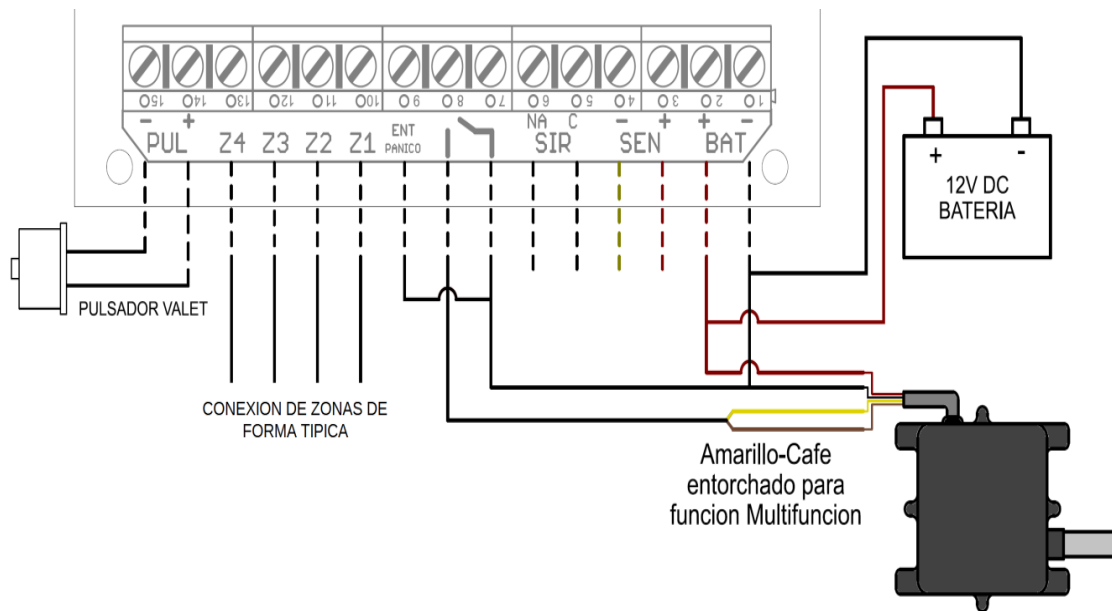 15 14 13 12 11 10 9 8 7 6 5 4 3 2 1
- + NA C - + + -
PUL Z4 Z3 Z2 Z1 ENT PANICO SIR SEN BAT
+ -
12V DC
BATERIA
PULSADOR VALET
CONEXION DE ZONAS DE
FORMA TIPICA
Amarillo-Cafe
entorchado para
funcion Multifuncion